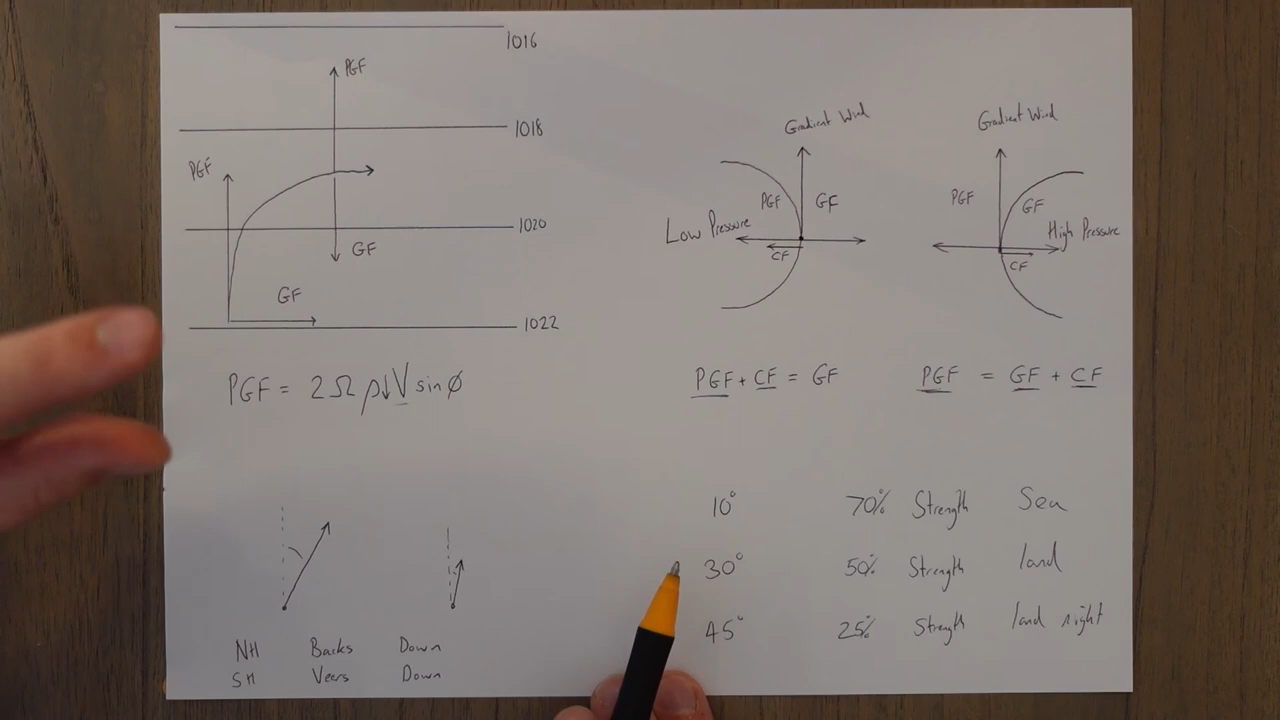 1016
PGF
1018
PGF
1020
GF
GF
1022
PGF = 2 Ω ρ↓ V sin ϕ
NH Backs Down
SH Veers Down
Gradient Wind
PGF GF
Low Pressure
CF
PGF + CF = GF
Gradient Wind
PGF GF
High Pressure
CF
PGF = GF + CF
10° 70% Strength Sea
30° 50% Strength land
45° 25% Strength land night